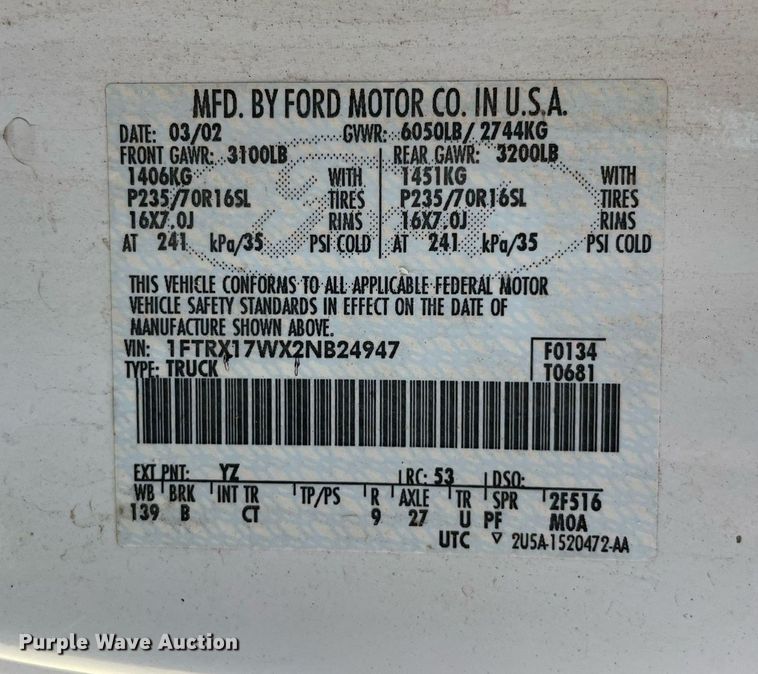 MFD. BY FORD MOTOR CO. IN U.S.A.
DATE: 03/02 GVWR: 6050LB/ 2744KG
FRONT GAWR: 3100LB REAR GAWR: 3200LB
1406KG WITH 1451KG WITH
P235/70R16SL TIRES P235/70R16SL TIRES
16X7.0J RIMS 16X7.0J RIMS
AT 241 kPa/35 PSI COLD AT 241 kPa/35 PSI COLD
THIS VEHICLE CONFORMS TO ALL APPLICABLE FEDERAL MOTOR
VEHICLE SAFETY STANDARDS IN EFFECT ON THE DATE OF
MANUFACTURE SHOWN ABOVE.
VIN: 1FTRX17WX2NB24947 F0134
TYPE: TRUCK T0681
EXT PNT: YZ RC: 53 DSO:
WB BRK INT TR TP/PS R AXLE TR SPR 2F516
139 B CT 9 27 U PF MOA
UTC ▽ 2U5A-1520472-AA
Purple Wave Auction